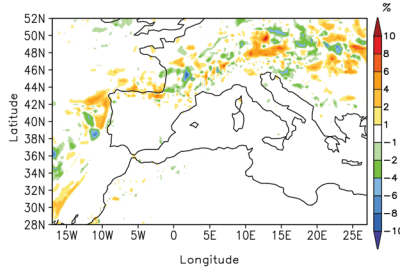 %
52N
50N
48N
46N
44N
42N
40N
38N
36N
34N
32N
30N
28N
Latitude
15W 10W 5W 0 5E 10E 15E 20E 25E
Longitude
10
8
6
4
2
1
-1
-2
-4
-6
-8
-10